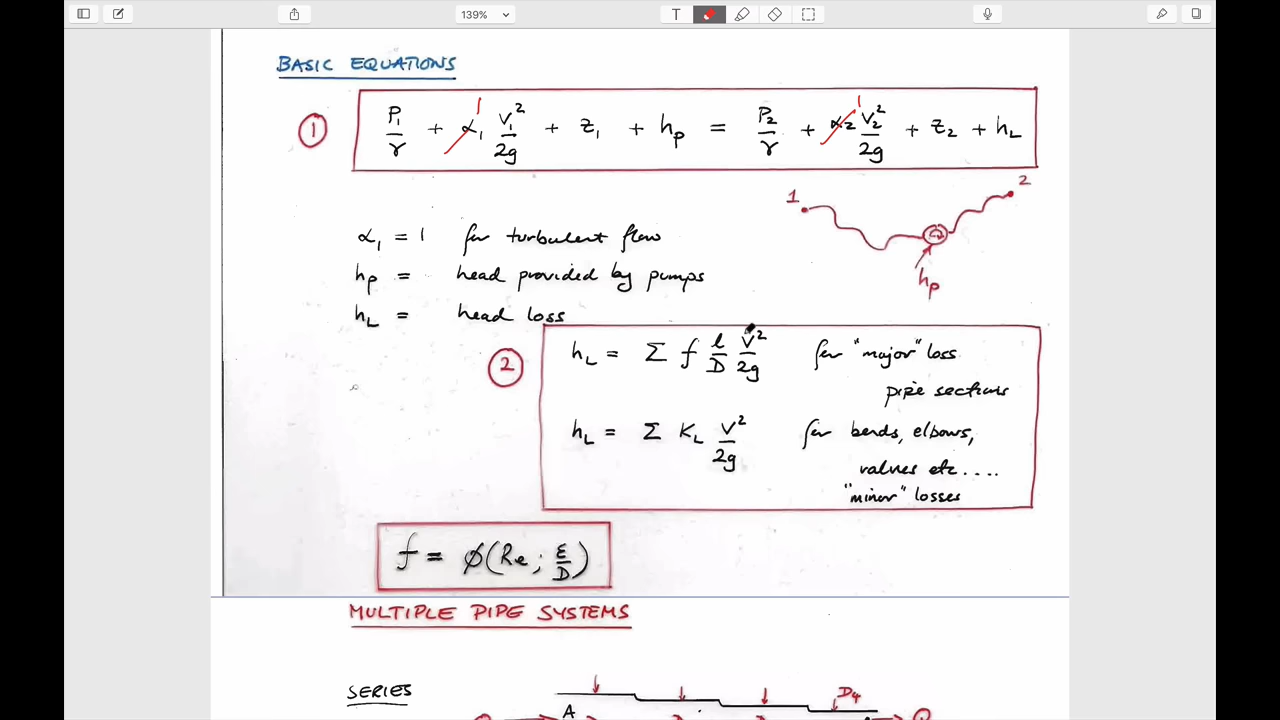 139%
T
BASIC EQUATIONS
① P₁/γ + α₁ 1 V₁²/2g + z₁ + hp = P₂/γ + α₂ 1 V₂²/2g + z₂ + hL
1 2
hp
α₁ = 1 for turbulent flow
hp = head provided by pumps
hL = head loss
② hL = Σ f l/D V²/2g for "major" loss
pipe sections
hL = Σ KL V²/2g for bends, elbows,
values etc....
"minor" losses
f = φ(Re; ε/D)
MULTIPLE PIPE SYSTEMS
SERIES
D₄
A